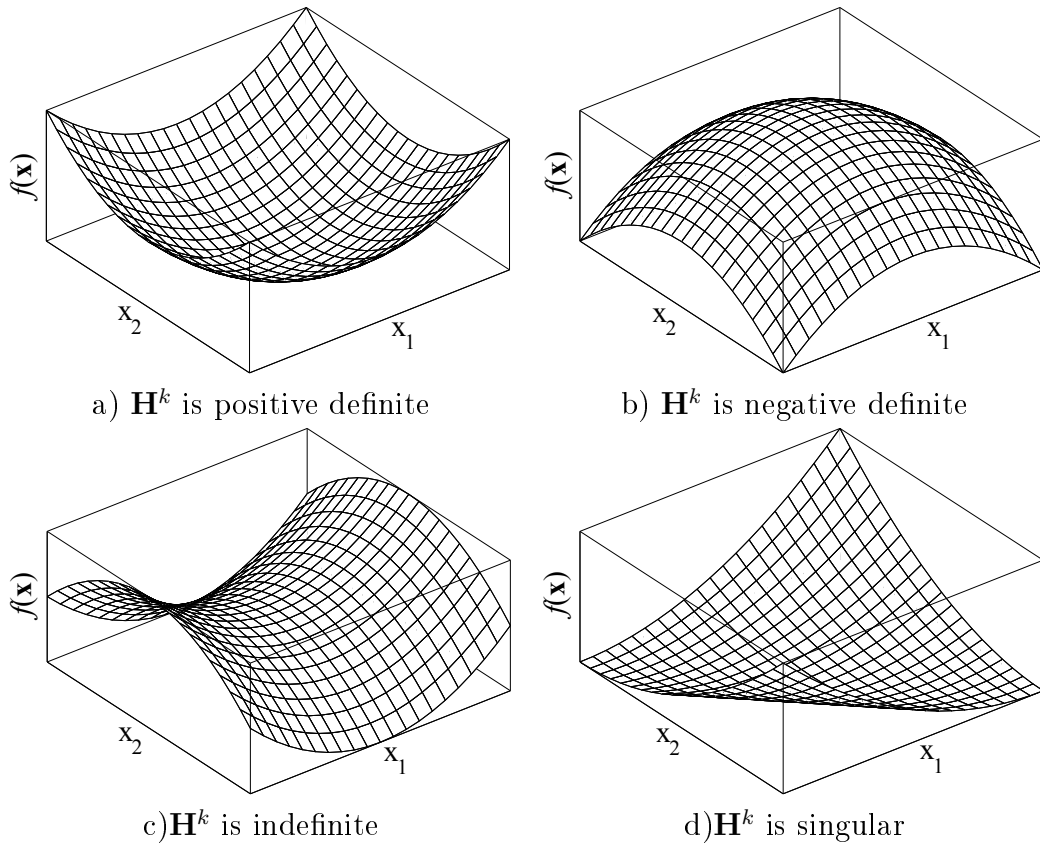 f(x)
x2
x1
a) H^k is positive definite
f(x)
x2
x1
b) H^k is negative definite
f(x)
x2
x1
c)H^k is indefinite
f(x)
x2
x1
d)H^k is singular